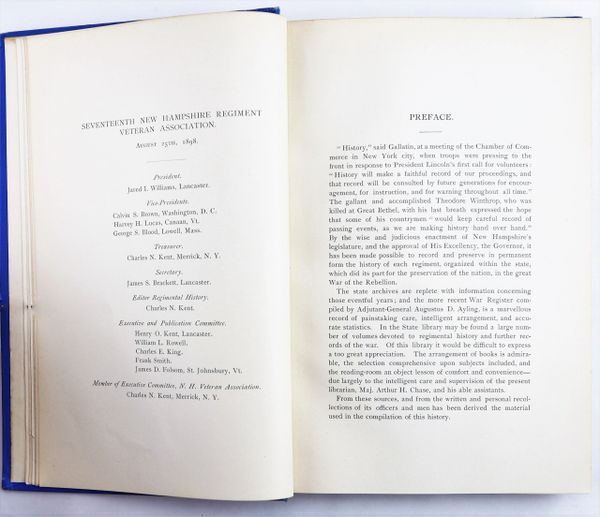 SEVENTEENTH NEW HAMPSHIRE REGIMENT
VETERAN ASSOCIATION.
AUGUST 25TH, 1898.
President.
Jared I. Williams, Lancaster.
Vice-Presidents.
Calvin S. Brown, Washington, D. C.
Harvey H. Lucas, Canaan, Vt.
George S. Blood, Lowell, Mass.
Treasurer.
Charles N. Kent, Merrick, N. Y.
Secretary.
James S. Brackett, Lancaster.
Editor Regimental History.
Charles N. Kent.
Executive and Publication Committee.
Henry O. Kent, Lancaster.
William L. Rowell.
Charles E. King.
Frank Smith.
James D. Folsom, St. Johnsbury, Vt.
Member of Executive Committee, N. H. Veteran Association.
Charles N. Kent, Merrick, N. Y.
PREFACE.
"History," said Gallatin, at a meeting of the Chamber of Com-
merce in New York city, when troops were pressing to the
front in response to President Lincoln's first call for volunteers:
"History will make a faithful record of our proceedings, and
that record will be consulted by future generations for encour-
agement, for instruction, and for warning throughout all time."
The gallant and accomplished Theodore Winthrop, who was
killed at Great Bethel, with his last breath expressed the hope
that some of his countrymen "would keep careful record of
passing events, as we are making history hand over hand."
By the wise and judicious enactment of New Hampshire's
legislature, and the approval of His Excellency, the Governor, it
has been made possible to record and preserve in permanent
form the history of each regiment, organized within the state,
which did its part for the preservation of the nation, in the great
War of the Rebellion.
The state archives are replete with information concerning
those eventful years; and the more recent War Register com-
piled by Adjutant-General Augustus D. Ayling, is a marvellous
record of painstaking care, intelligent arrangement, and accu-
rate statistics. In the State library may be found a large num-
ber of volumes devoted to regimental history and further rec-
ords of the war. Of this library it would be difficult to express
a too great appreciation. The arrangement of books is admira-
ble, the selection comprehensive upon subjects included, and
the reading-room an object lesson of comfort and convenience—
due largely to the intelligent care and supervision of the present
librarian, Maj. Arthur H. Chase, and his able assistants.
From these sources, and from the written and personal recol-
lections of its officers and men has been derived the material
used in the compilation of this history.